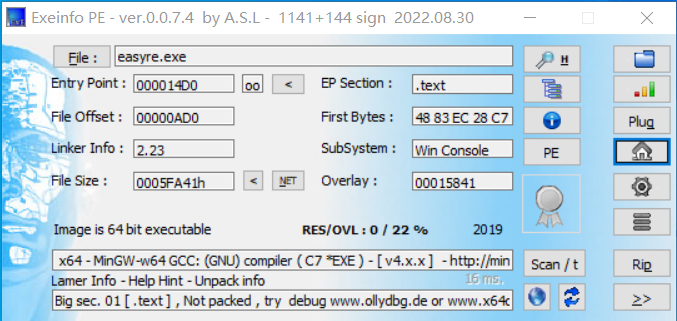 Exeinfo PE - ver.0.0.7.4 by A.S.L - 1141+144 sign 2022.08.30
File : easyre.exe H
Entry Point : 000014D0 oo < EP Section : .text
File Offset : 00000AD0 First Bytes : 48 83 EC 28 C7 Plug
Linker Info : 2.23 SubSystem : Win Console PE
File Size : 0005FA41h < NET Overlay : 00015841
Image is 64 bit executable RES/OVL : 0 / 22 % 2019
x64 - MinGW-w64 GCC: (GNU) compiler ( C7 *EXE ) - [ v4.x.x ] - http://min Scan / t Rip
Lamer Info - Help Hint - Unpack info 16 ms.
Big sec. 01 [ .text ] , Not packed , try debug www.ollydbg.de or www.x64d >>